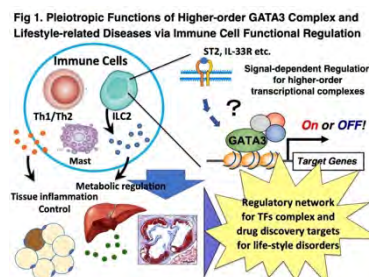 Fig 1. Pleiotropic Functions of Higher-order GATA3 Complex and
Lifestyle-related Diseases via Immune Cell Functional Regulation
ST2, IL-33R etc.
Immune Cells
Signal-dependent Regulation
for higher-order
transcriptional complexes
Th1/Th2
ILC2
?
Mast
GATA3
On or OFF!
Target Genes
Metabolic regulation
Tissue inflammation
Control
Regulatory network
for TFs complex and
drug discovery targets
for life-style disorders